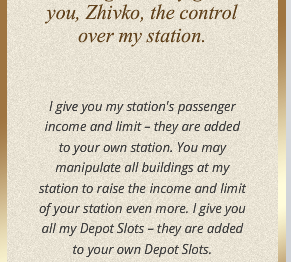 you, Zhivko, the control
over my station.
I give you my station's passenger
income and limit – they are added
to your own station. You may
manipulate all buildings at my
station to raise the income and limit
of your station even more. I give you
all my Depot Slots – they are added
to your own Depot Slots.